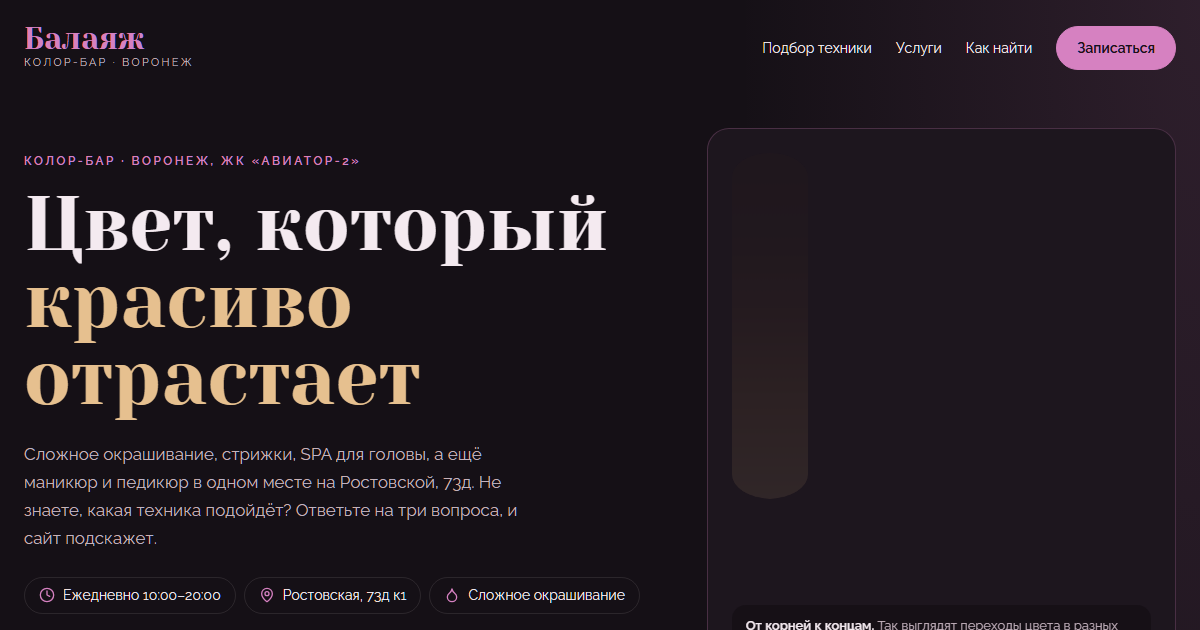 Балаяж
КОЛОР-БАР · ВОРОНЕЖ
Подбор техники
Услуги
Как найти
Записаться
КОЛОР-БАР · ВОРОНЕЖ, ЖК «АВИАТОР-2»
Цвет, который
красиво
отрастает
Сложное окрашивание, стрижки, SPA для головы, а ещё
маникюр и педикюр в одном месте на Ростовской, 73д. Не
знаете, какая техника подойдёт? Ответьте на три вопроса, и
сайт подскажет.
Ежедневно 10:00–20:00
Ростовская, 73д к1
Сложное окрашивание
От корней к концам. Так выглядят переходы цвета в разных